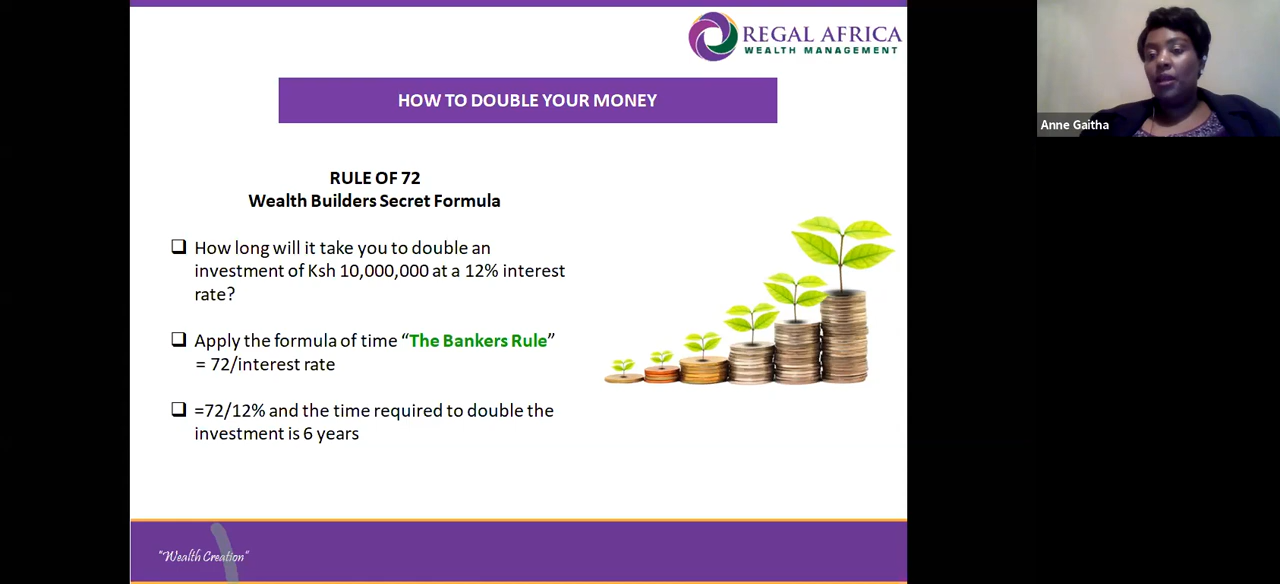 REGAL AFRICA
WEALTH MANAGEMENT
HOW TO DOUBLE YOUR MONEY
Anne Gaitha
RULE OF 72
Wealth Builders Secret Formula
How long will it take you to double an
investment of Ksh 10,000,000 at a 12% interest
rate?
Apply the formula of time “The Bankers Rule”
= 72/interest rate
=72/12% and the time required to double the
investment is 6 years
“Wealth Creation”